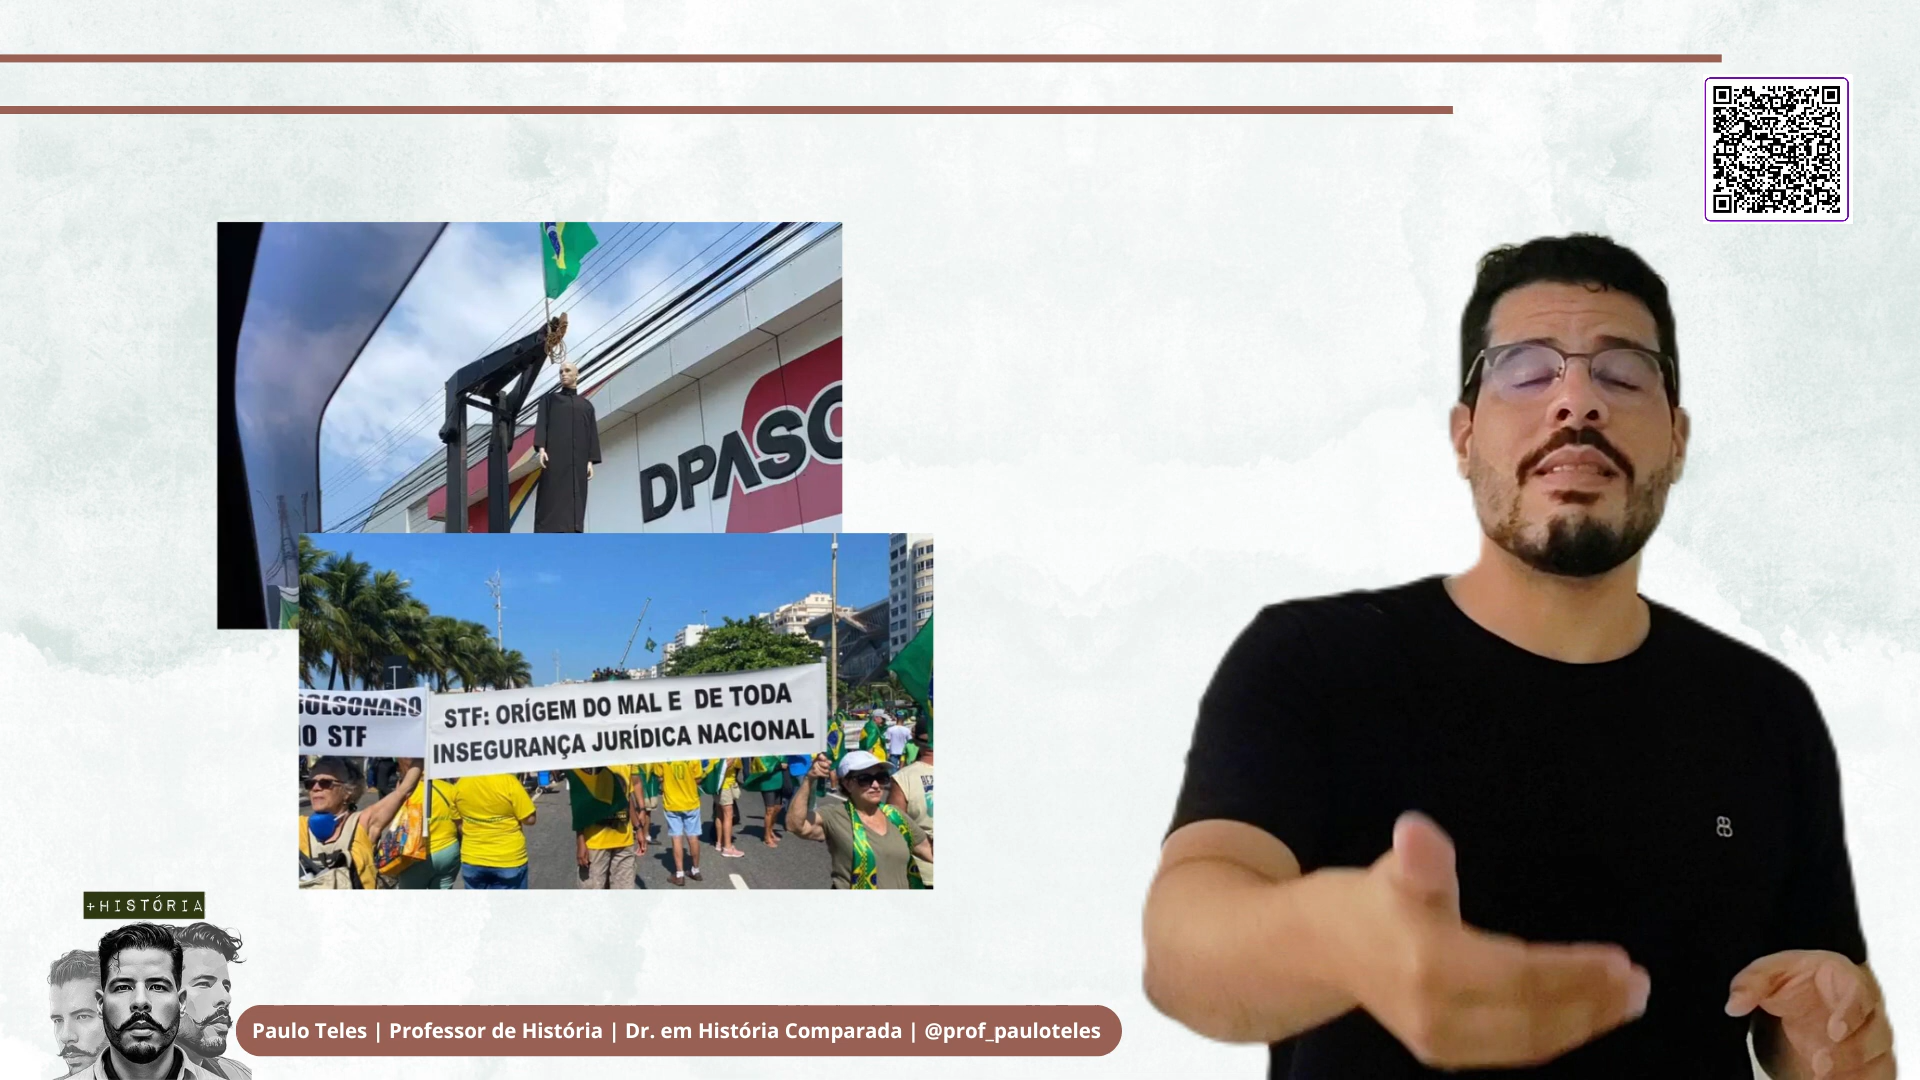 DPASC
BOLSONARO
NO STF
STF: ORÍGEM DO MAL E DE TODA
INSEGURANÇA JURÍDICA NACIONAL
+HISTÓRIA
Paulo Teles | Professor de História | Dr. em História Comparada | @prof_pauloteles